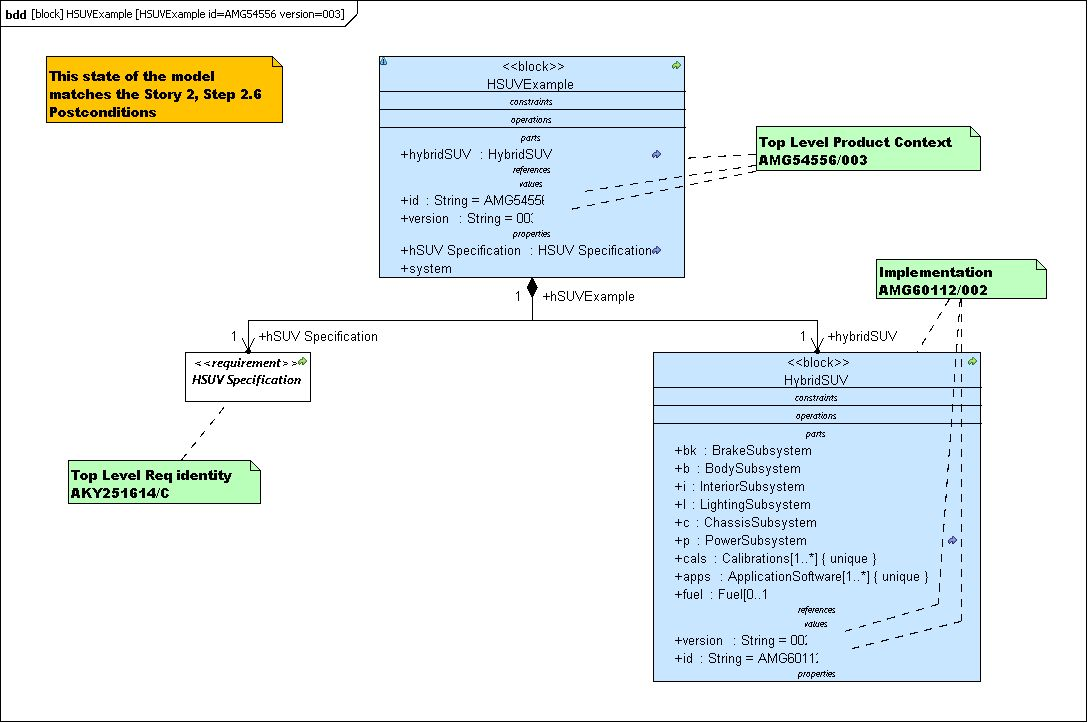 bdd [block] HSUVExample [HSUVExample id=AMG54556 version=003]
This state of the model
matches the Story 2, Step 2.6
Postconditions
<<block>>
HSUVExample
constraints
operations
parts
+hybridSUV : HybridSUV
references
values
+id : String = AMG54556
+version : String = 003
properties
+hSUV Specification : HSUV Specification
+system
Top Level Product Context
AMG54556/003
Implementation
AMG60112/002
1 +hSUVExample
1 +hSUV Specification
1 +hybridSUV
<<requirement>>
HSUV Specification
Top Level Req identity
AKY251614/C
<<block>>
HybridSUV
constraints
operations
parts
+bk : BrakeSubsystem
+b : BodySubsystem
+i : InteriorSubsystem
+l : LightingSubsystem
+c : ChassisSubsystem
+p : PowerSubsystem
+cals : Calibrations[1..*] { unique }
+apps : ApplicationSoftware[1..*] { unique }
+fuel : Fuel[0..1
references
values
+version : String = 002
+id : String = AMG60112
properties